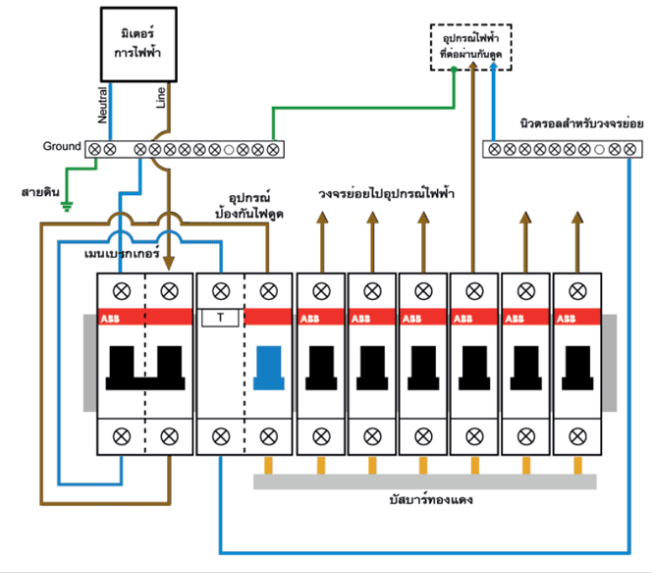 มิเตอร์
การไฟฟ้า
อุปกรณ์ไฟฟ้า
ที่ต่อผ่านกันดูด
Neutral
Line
นิวตรอลสำหรับวงจรย่อย
Ground
สายดิน
อุปกรณ์
ป้องกันไฟดูด
วงจรย่อยไปอุปกรณ์ไฟฟ้า
เมนเบรกเกอร์
ABB
T
ABB
ABB
ABB
ABB
ABB
ABB
ABB
บัสบาร์ทองแดง